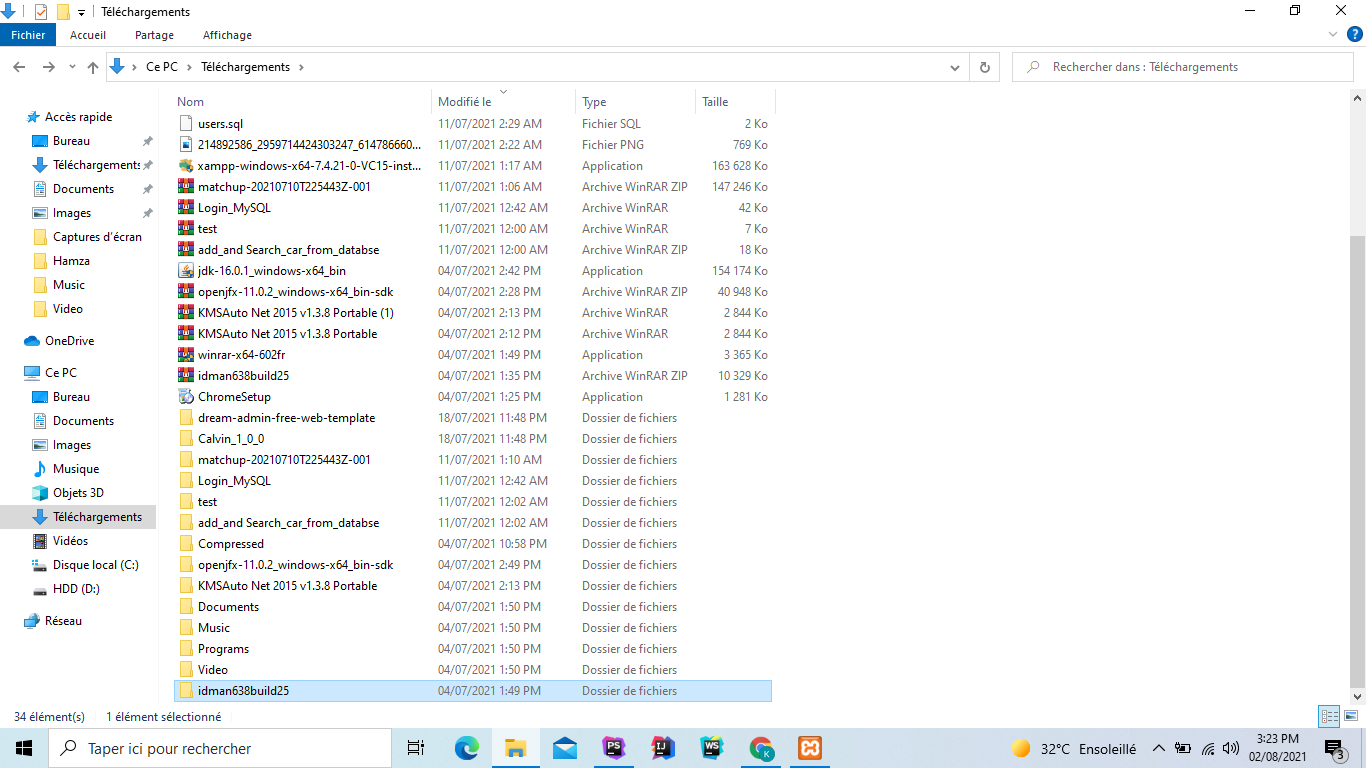 Téléchargements
Fichier Accueil Partage Affichage
Ce PC Téléchargements Rechercher dans : Téléchargements
Nom Modifié le Type Taille
Accès rapide
Bureau
Téléchargements
Documents
Images
Captures d'écran
Hamza
Music
Video
OneDrive
Ce PC
Bureau
Documents
Images
Musique
Objets 3D
Téléchargements
Vidéos
Disque local (C:)
HDD (D:)
Réseau
users.sql 11/07/2021 2:29 AM Fichier SQL 2 Ko
214892586_2959714424303247_614786660... 11/07/2021 2:22 AM Fichier PNG 769 Ko
xampp-windows-x64-7.4.21-0-VC15-inst... 11/07/2021 1:17 AM Application 163 628 Ko
matchup-20210710T225443Z-001 11/07/2021 1:06 AM Archive WinRAR ZIP 147 246 Ko
Login_MySQL 11/07/2021 12:42 AM Archive WinRAR 42 Ko
test 11/07/2021 12:00 AM Archive WinRAR 7 Ko
add_and Search_car_from_databse 11/07/2021 12:00 AM Archive WinRAR ZIP 18 Ko
jdk-16.0.1_windows-x64_bin 04/07/2021 2:42 PM Application 154 174 Ko
openjfx-11.0.2_windows-x64_bin-sdk 04/07/2021 2:28 PM Archive WinRAR ZIP 40 948 Ko
KMSAuto Net 2015 v1.3.8 Portable (1) 04/07/2021 2:13 PM Archive WinRAR 2 844 Ko
KMSAuto Net 2015 v1.3.8 Portable 04/07/2021 2:12 PM Archive WinRAR 2 844 Ko
winrar-x64-602fr 04/07/2021 1:49 PM Application 3 365 Ko
idman638build25 04/07/2021 1:35 PM Archive WinRAR ZIP 10 329 Ko
ChromeSetup 04/07/2021 1:25 PM Application 1 281 Ko
dream-admin-free-web-template 18/07/2021 11:48 PM Dossier de fichiers
Calvin_1_0_0 18/07/2021 11:48 PM Dossier de fichiers
matchup-20210710T225443Z-001 11/07/2021 1:10 AM Dossier de fichiers
Login_MySQL 11/07/2021 12:42 AM Dossier de fichiers
test 11/07/2021 12:02 AM Dossier de fichiers
add_and Search_car_from_databse 11/07/2021 12:02 AM Dossier de fichiers
Compressed 04/07/2021 10:58 PM Dossier de fichiers
openjfx-11.0.2_windows-x64_bin-sdk 04/07/2021 2:49 PM Dossier de fichiers
KMSAuto Net 2015 v1.3.8 Portable 04/07/2021 2:13 PM Dossier de fichiers
Documents 04/07/2021 1:50 PM Dossier de fichiers
Music 04/07/2021 1:50 PM Dossier de fichiers
Programs 04/07/2021 1:50 PM Dossier de fichiers
Video 04/07/2021 1:50 PM Dossier de fichiers
idman638build25 04/07/2021 1:49 PM Dossier de fichiers
34 élément(s) 1 élément sélectionné
Taper ici pour rechercher
PS IJ WS K
32°C Ensoleillé
3:23 PM
02/08/2021
3